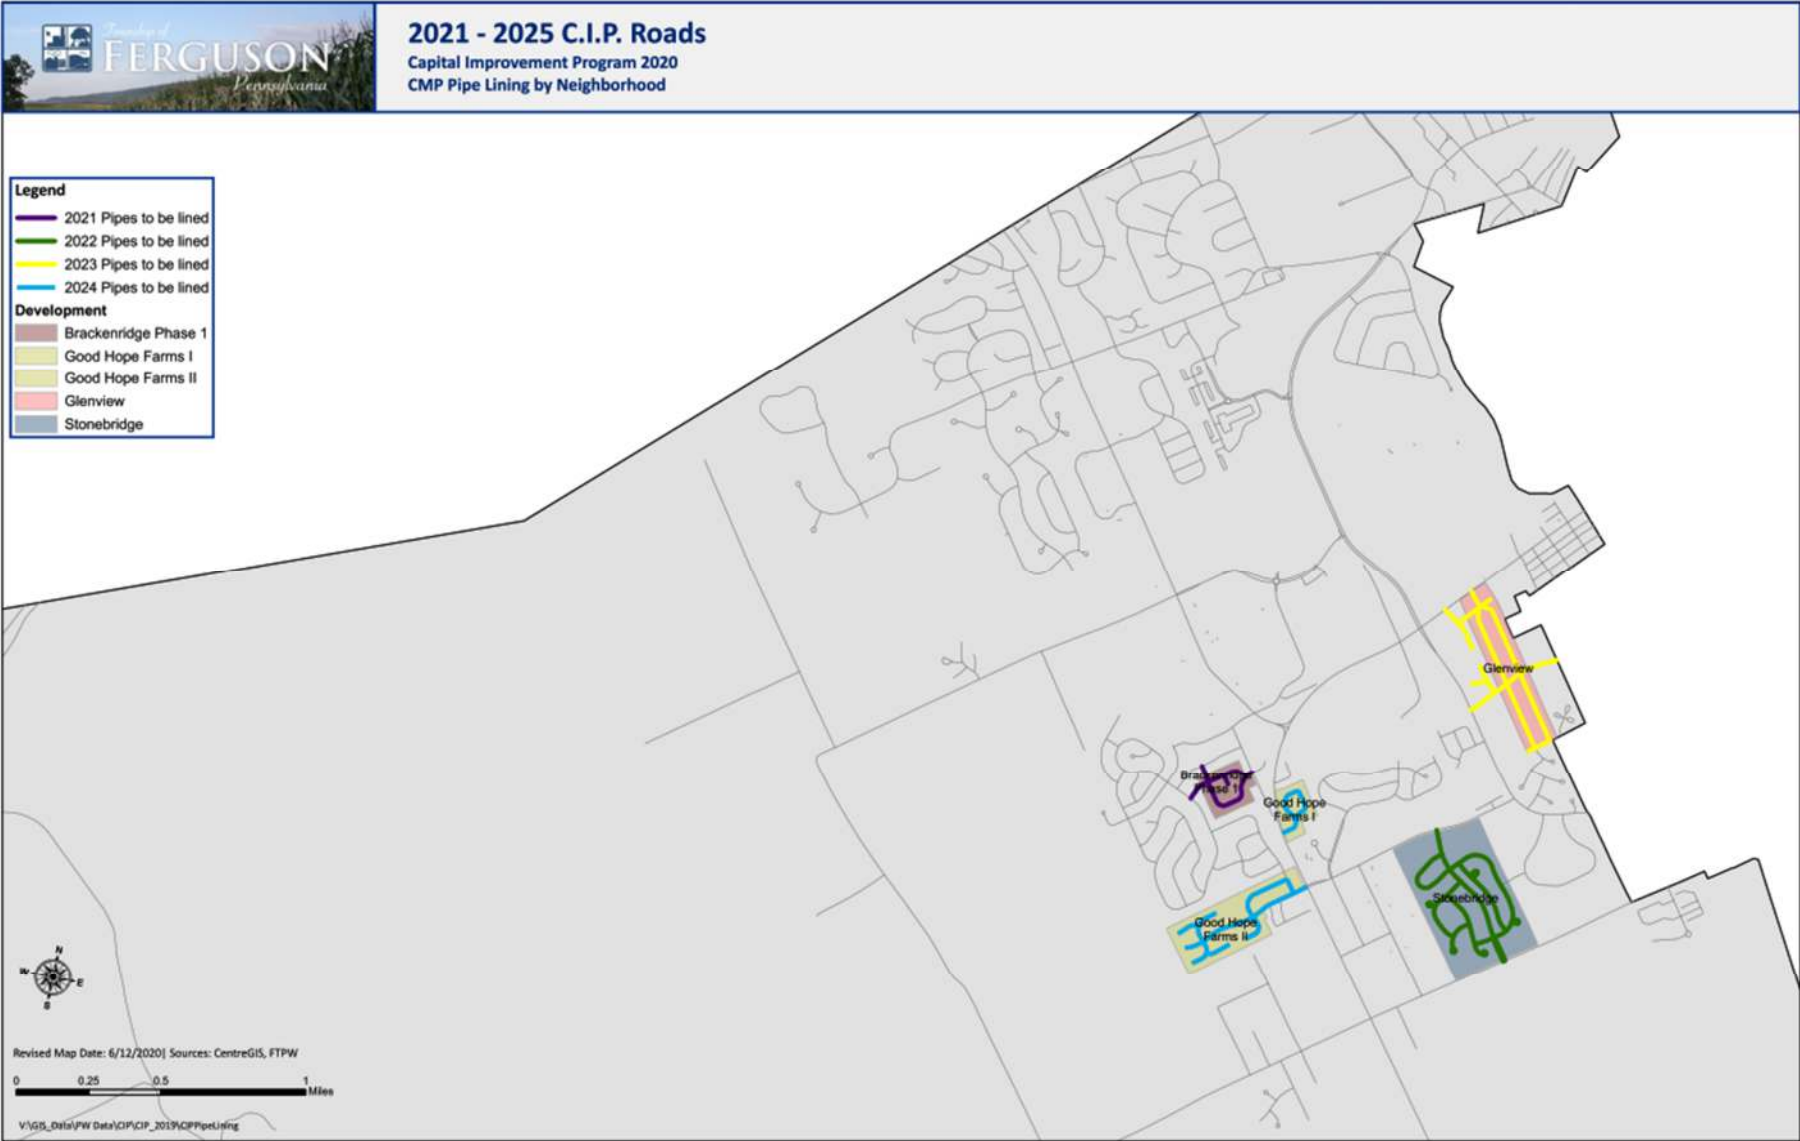 Township of
FERGUSON
Pennsylvania
2021 - 2025 C.I.P. Roads
Capital Improvement Program 2020
CMP Pipe Lining by Neighborhood
Legend
2021 Pipes to be lined
2022 Pipes to be lined
2023 Pipes to be lined
2024 Pipes to be lined
Development
Brackenridge Phase 1
Good Hope Farms I
Good Hope Farms II
Glenview
Stonebridge
Glenview
Brackenridge
Phase 1
Good Hope
Farms I
Stonebridge
Good Hope
Farms II
N
W
E
S
Revised Map Date: 6/12/2020| Sources: CentreGIS, FTPW
0 0.25 0.5 1
Miles
V:\GIS_Data\PW Data\CIP\CIP_2019\CIPPipeLining